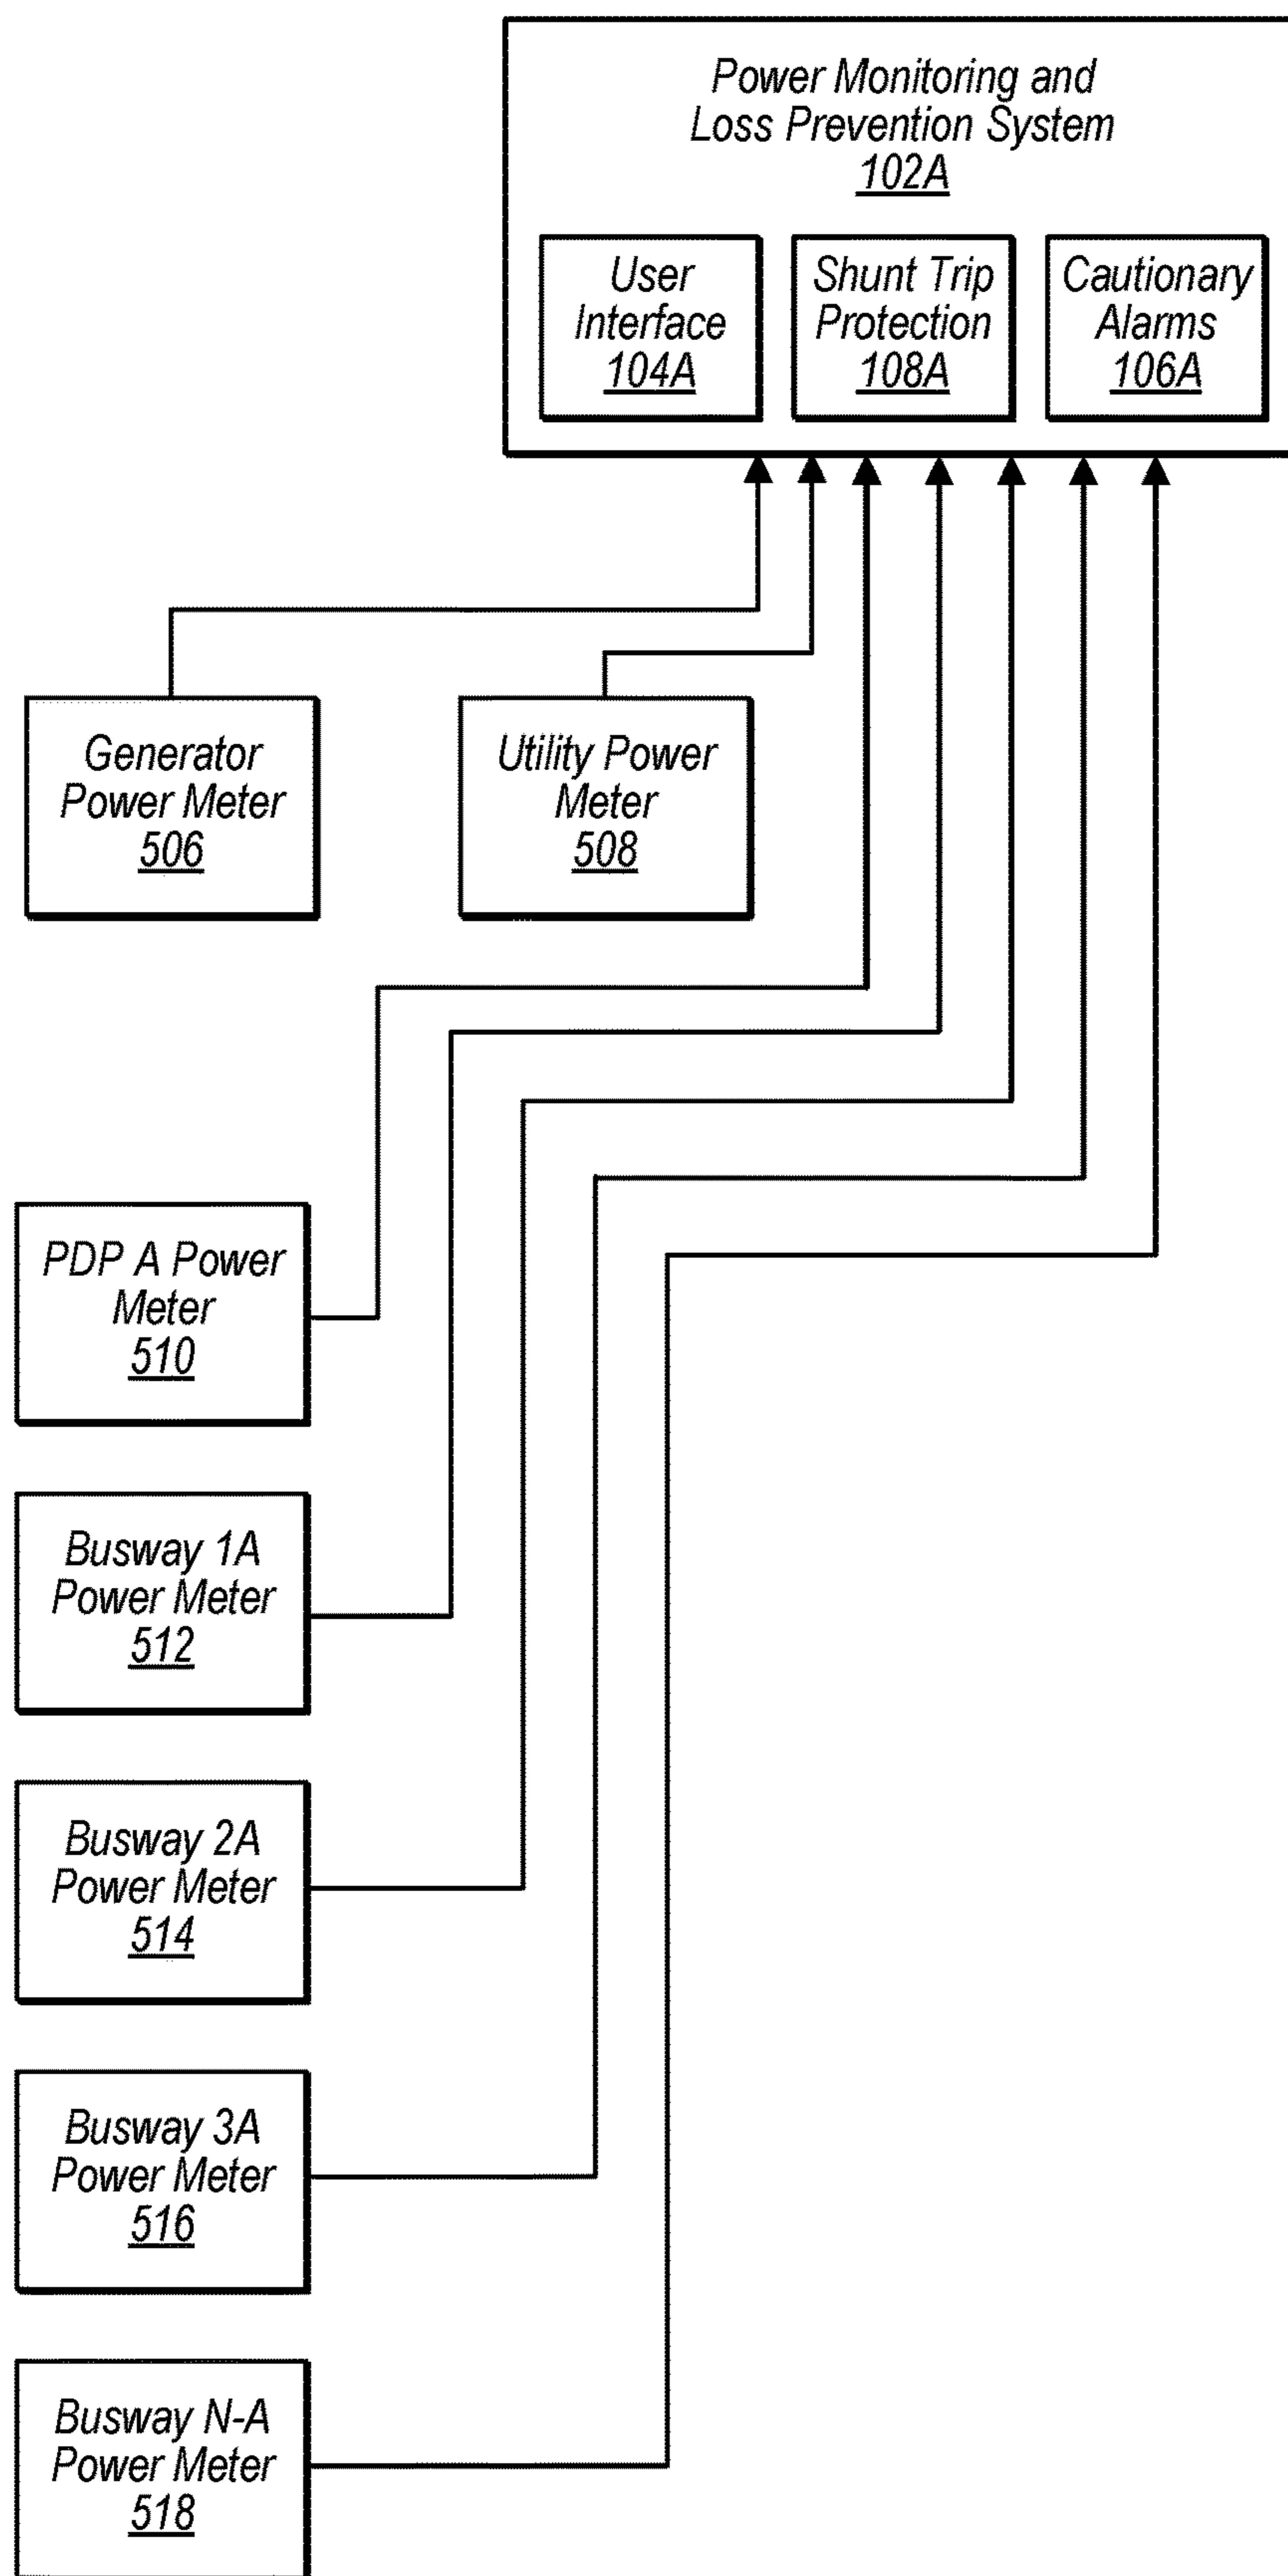 Power Monitoring and
Loss Prevention System
102A
User
Interface
104A
Shunt Trip
Protection
108A
Cautionary
Alarms
106A
Generator
Power Meter
506
Utility Power
Meter
508
PDP A Power
Meter
510
Busway 1A
Power Meter
512
Busway 2A
Power Meter
514
Busway 3A
Power Meter
516
Busway N-A
Power Meter
518